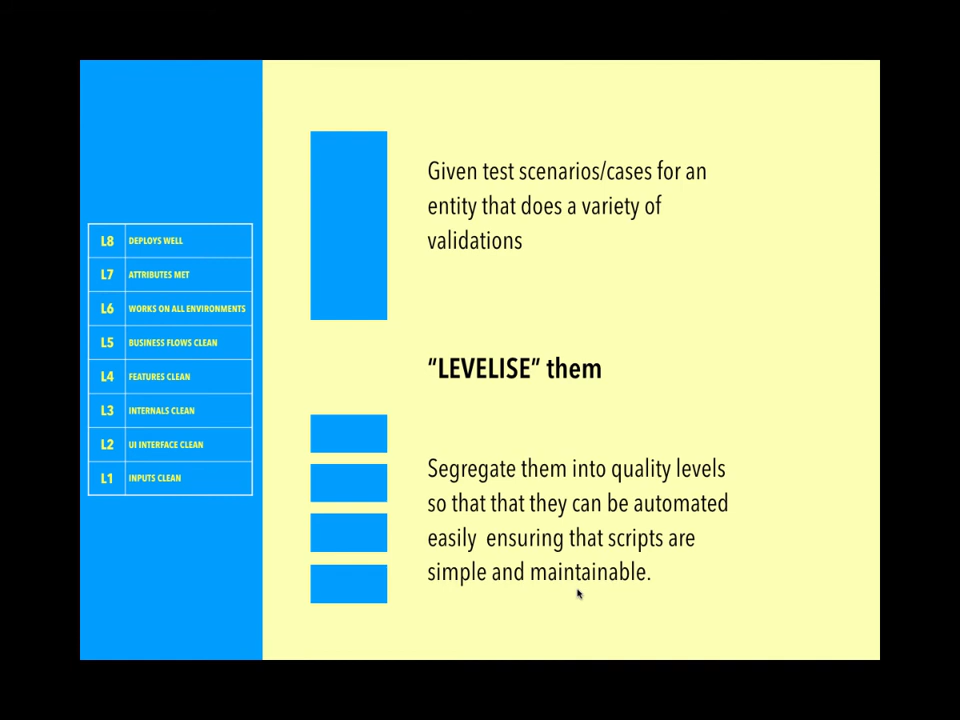 L8 DEPLOYS WELL
L7 ATTRIBUTES MET
L6 WORKS ON ALL ENVIRONMENTS
L5 BUSINESS FLOWS CLEAN
L4 FEATURES CLEAN
L3 INTERNALS CLEAN
L2 UI INTERFACE CLEAN
L1 INPUTS CLEAN
Given test scenarios/cases for an
entity that does a variety of
validations
“LEVELISE” them
Segregate them into quality levels
so that that they can be automated
easily  ensuring that scripts are
simple and maintainable.